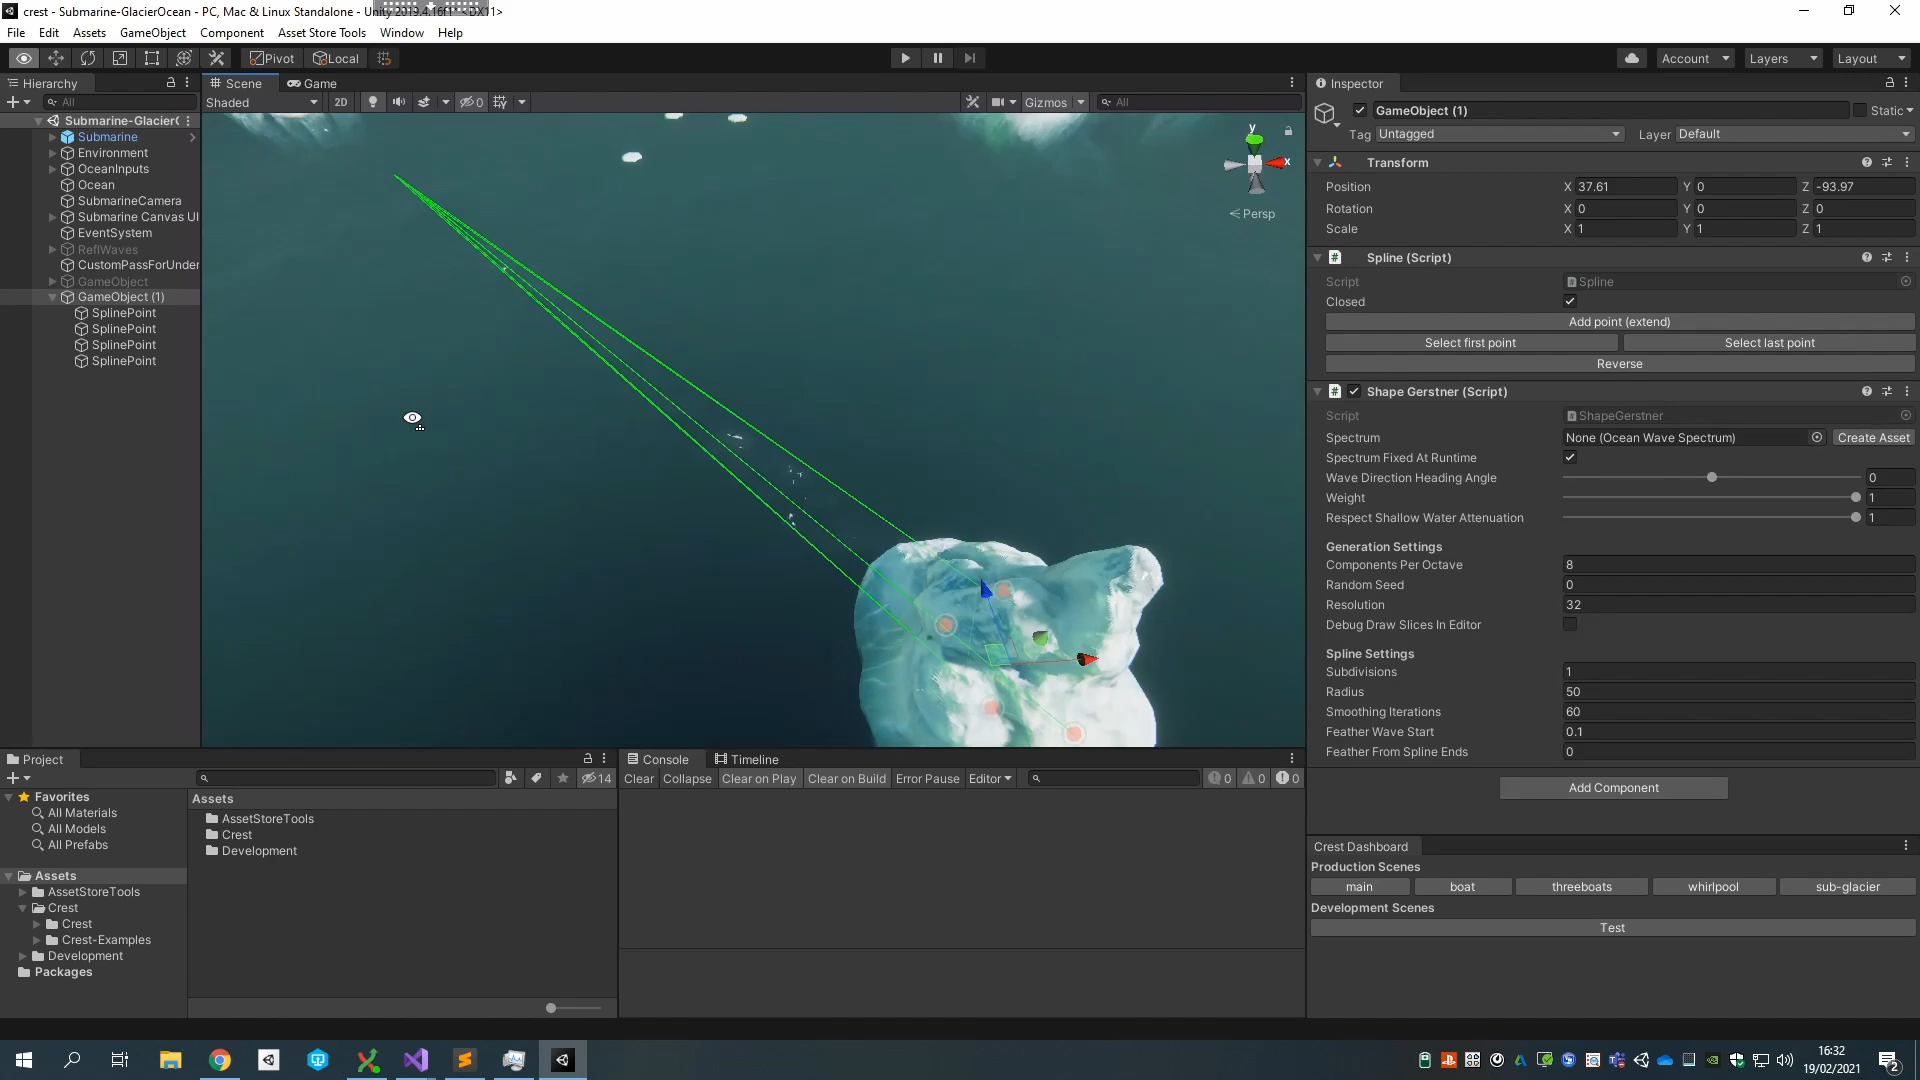 crest - Submarine-GlacierOcean - PC, Mac & Linux Standalone - Unity 2019.4.16f1* <DX11>
File Edit Assets GameObject Component Asset Store Tools Window Help
Pivot Local Account Layers Layout
Hierarchy
All
Submarine-Glacier(
Submarine
Environment
OceanInputs
Ocean
SubmarineCamera
Submarine Canvas UI
EventSystem
ReflWaves
CustomPassForUnder
GameObject
GameObject (1)
SplinePoint
SplinePoint
SplinePoint
SplinePoint
Scene Game
Shaded 2D 0 Gizmos All
y
x
Persp
Inspector
GameObject (1) Static
Tag Untagged Layer Default
Transform
Position X 37.61 Y 0 Z -93.97
Rotation X 0 Y 0 Z 0
Scale X 1 Y 1 Z 1
Spline (Script)
Script Spline
Closed
Add point (extend)
Select first point Select last point
Reverse
Shape Gerstner (Script)
Script ShapeGerstner
Spectrum None (Ocean Wave Spectrum) Create Asset
Spectrum Fixed At Runtime
Wave Direction Heading Angle 0
Weight 1
Respect Shallow Water Attenuation 1
Generation Settings
Components Per Octave 8
Random Seed 0
Resolution 32
Debug Draw Slices In Editor
Spline Settings
Subdivisions 1
Radius 50
Smoothing Iterations 60
Feather Wave Start 0.1
Feather From Spline Ends 0
Add Component
Crest Dashboard
Production Scenes
main boat threeboats whirlpool sub-glacier
Development Scenes
Test
Project
14
Favorites
All Materials
All Models
All Prefabs
Assets
AssetStoreTools
Crest
Crest
Crest-Examples
Development
Packages
Assets
AssetStoreTools
Crest
Development
Console Timeline
Clear Collapse Clear on Play Clear on Build Error Pause Editor 0 0 0
16:32
19/02/2021
2